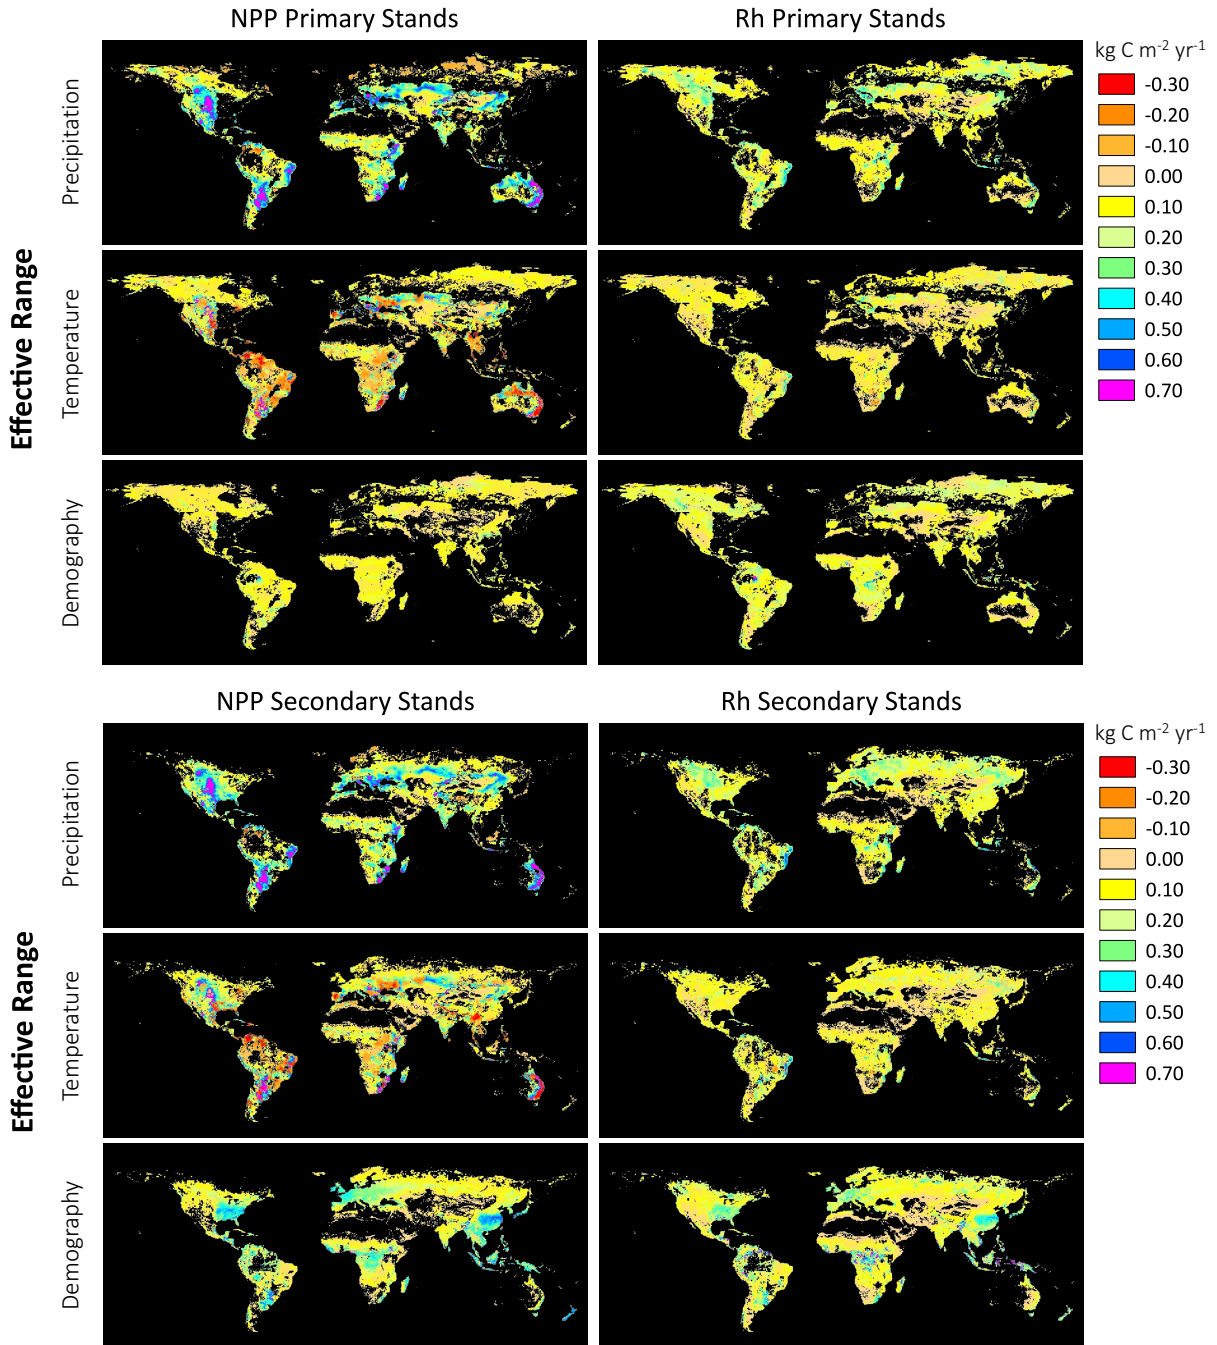 NPP Primary Stands
Rh Primary Stands
kg C m-2 yr-1
-0.30
-0.20
-0.10
0.00
0.10
0.20
0.30
0.40
0.50
0.60
0.70
Effective Range
Precipitation
Temperature
Demography
NPP Secondary Stands
Rh Secondary Stands
kg C m-2 yr-1
-0.30
-0.20
-0.10
0.00
0.10
0.20
0.30
0.40
0.50
0.60
0.70
Effective Range
Precipitation
Temperature
Demography